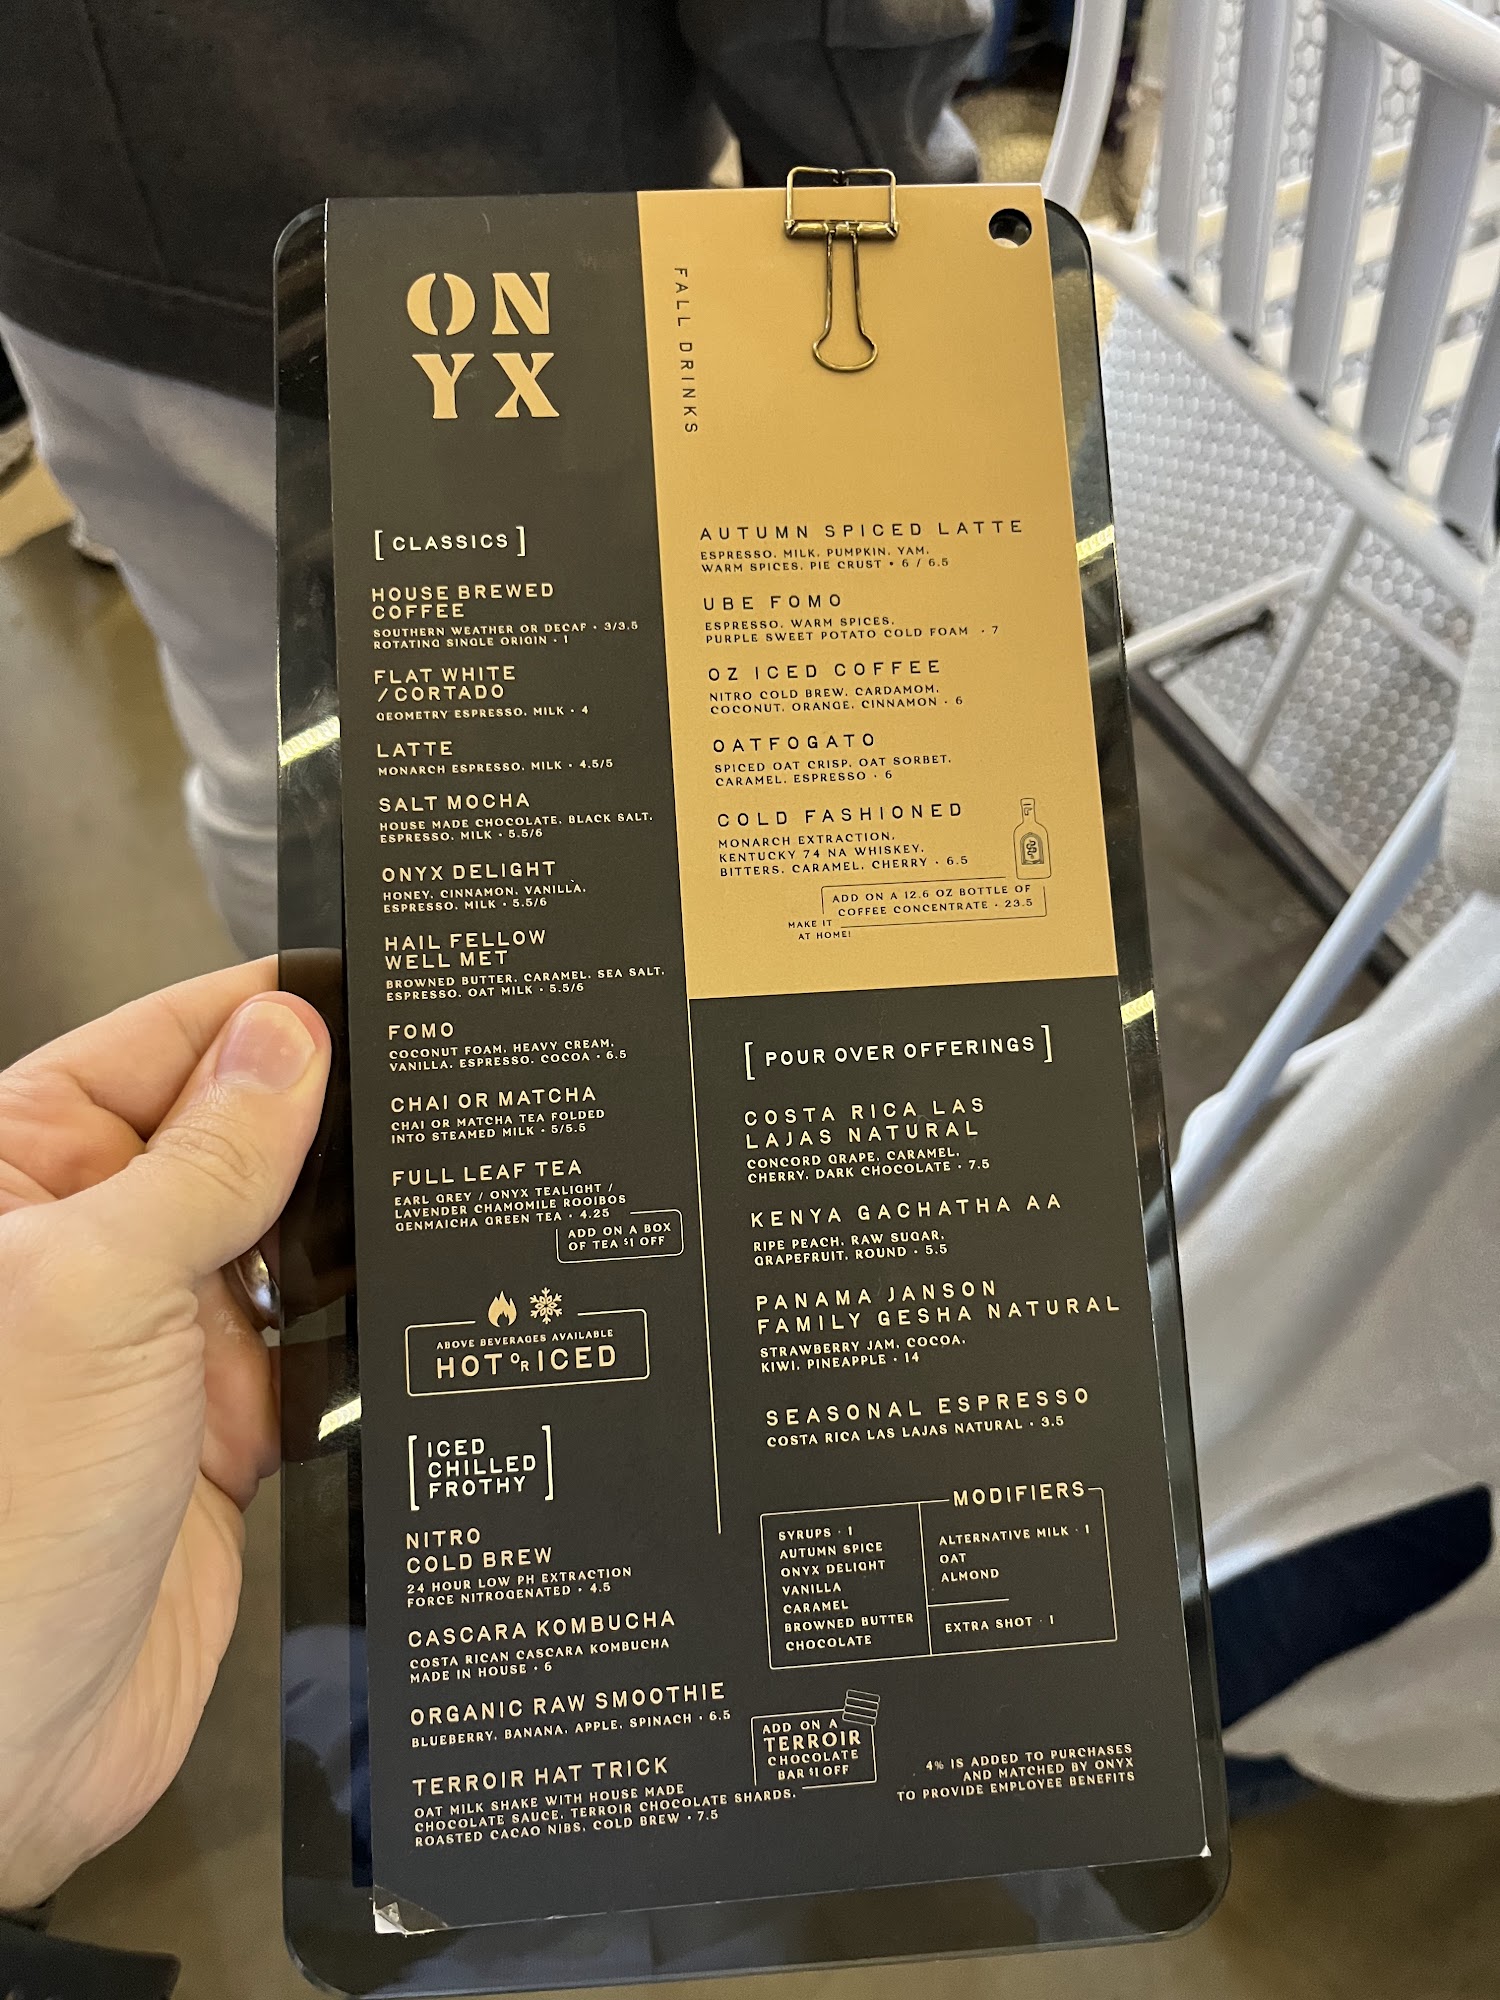 ON
YX
[CLASSICS]
HOUSE BREWED
COFFEE
SOUTHERN WEATHER OR DECAF • 3/3.5
ROTATING SINGLE ORIGIN • 1
FLAT WHITE
/CORTADO
GEOMETRY ESPRESSO, MILK • 4
LATTE
MONARCH ESPRESSO, MILK • 4.5/5
SALT MOCHA
HOUSE MADE CHOCOLATE, BLACK SALT,
ESPRESSO, MILK • 5.5/6
ONYX DELIGHT
HONEY, CINNAMON, VANILLA,
ESPRESSO, MILK • 5.5/6
HAIL FELLOW
WELL MET
BROWNED BUTTER, CARAMEL, SEA SALT,
ESPRESSO, OAT MILK • 5.5/6
FOMO
COCONUT FOAM, HEAVY CREAM,
VANILLA, ESPRESSO, COCOA • 6.5
CHAI OR MATCHA
CHAI OR MATCHA TEA FOLDED
INTO STEAMED MILK • 5/5.5
FULL LEAF TEA
EARL GREY / ONYX TEALIGHT /
LAVENDER CHAMOMILE ROOIBOS
GENMAICHA GREEN TEA • 4.25
ADD ON A BOX
OF TEA $1 OFF
ABOVE BEVERAGES AVAILABLE
HOT OR ICED
[ICED
CHILLED
FROTHY]
NITRO
COLD BREW
24 HOUR LOW PH EXTRACTION
FORCE NITROGENATED • 4.5
CASCARA KOMBUCHA
COSTA RICAN CASCARA KOMBUCHA
MADE IN HOUSE • 6
ORGANIC RAW SMOOTHIE
BLUEBERRY, BANANA, APPLE, SPINACH • 6.5
TERROIR HAT TRICK
OAT MILK SHAKE WITH HOUSE MADE
CHOCOLATE SAUCE, TERROIR CHOCOLATE SHARDS,
ROASTED CACAO NIBS, COLD BREW • 7.5
ADD ON A
TERROIR
CHOCOLATE
BAR $1 OFF
FALL DRINKS
AUTUMN SPICED LATTE
ESPRESSO, MILK, PUMPKIN, YAM,
WARM SPICES, PIE CRUST • 6 / 6.5
UBE FOMO
ESPRESSO, WARM SPICES,
PURPLE SWEET POTATO COLD FOAM • 7
OZ ICED COFFEE
NITRO COLD BREW, CARDAMOM,
COCONUT, ORANGE, CINNAMON • 6
OATFOGATO
SPICED OAT CRISP, OAT SORBET,
CARAMEL, ESPRESSO • 6
COLD FASHIONED
MONARCH EXTRACTION,
KENTUCKY 74 NA WHISKEY,
BITTERS, CARAMEL, CHERRY • 6.5
ADD ON A 12.6 OZ BOTTLE OF
COFFEE CONCENTRATE • 23.5
MAKE IT
AT HOME!
[POUR OVER OFFERINGS]
COSTA RICA LAS
LAJAS NATURAL
CONCORD GRAPE, CARAMEL,
CHERRY, DARK CHOCOLATE • 7.5
KENYA GACHATHA AA
RIPE PEACH, RAW SUGAR,
GRAPEFRUIT, ROUND • 5.5
PANAMA JANSON
FAMILY GESHA NATURAL
STRAWBERRY JAM, COCOA,
KIWI, PINEAPPLE • 14
SEASONAL ESPRESSO
COSTA RICA LAS LAJAS NATURAL • 3.5
MODIFIERS
SYRUPS • 1
AUTUMN SPICE
ONYX DELIGHT
VANILLA
CARAMEL
BROWNED BUTTER
CHOCOLATE
ALTERNATIVE MILK • 1
OAT
ALMOND
EXTRA SHOT • 1
4% IS ADDED TO PURCHASES
AND MATCHED BY ONYX
TO PROVIDE EMPLOYEE BENEFITS